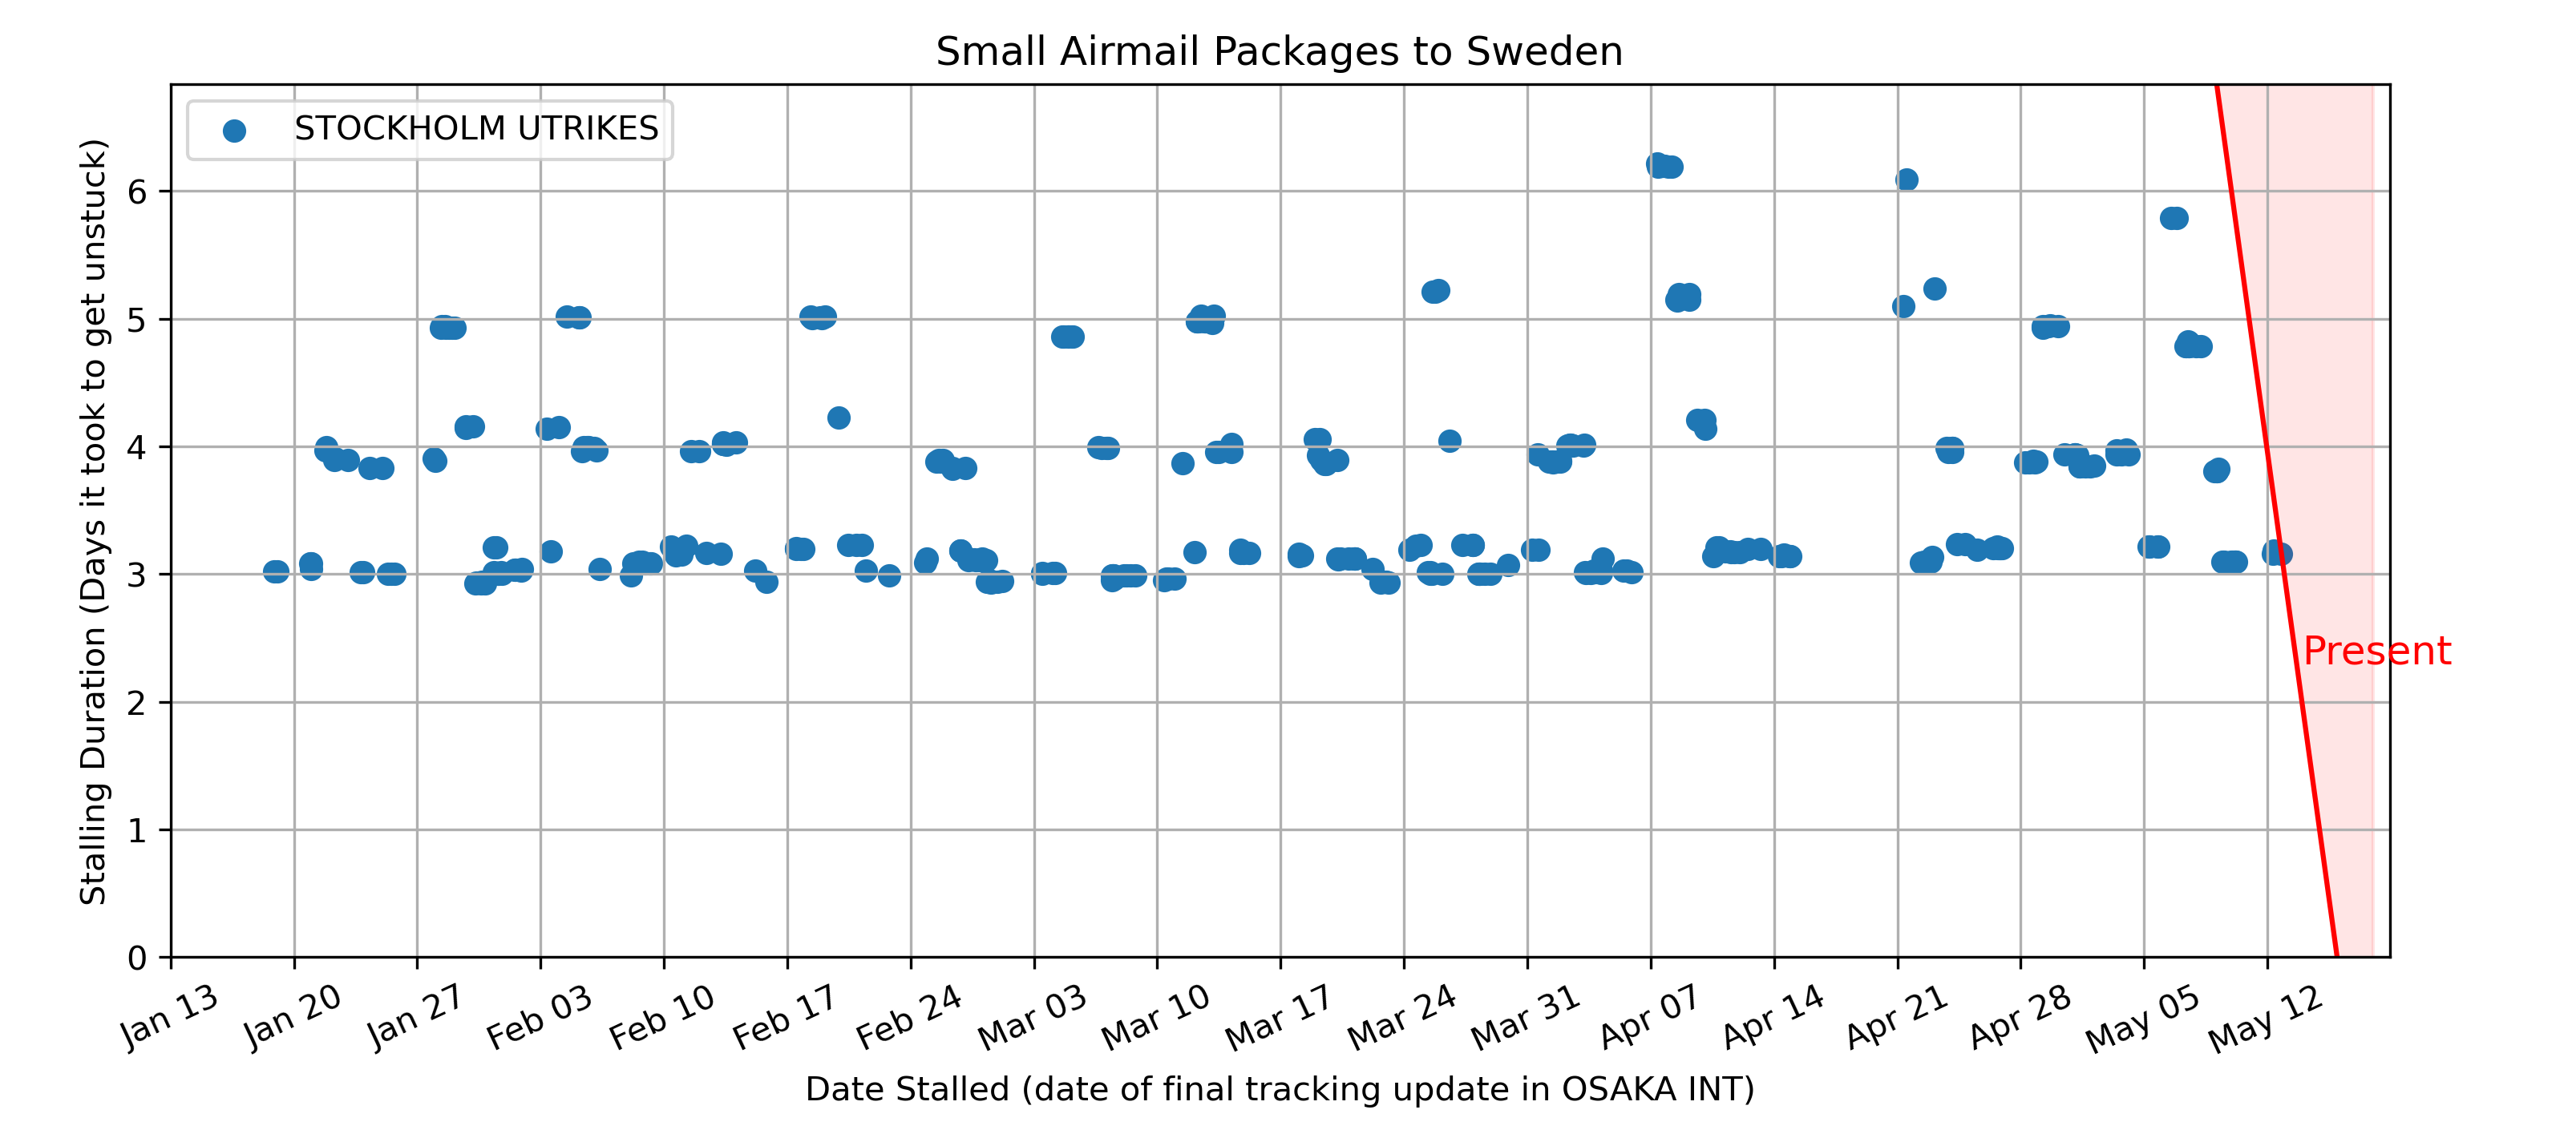 Small Airmail Packages to Sweden
STOCKHOLM UTRIKES
Stalling Duration (Days it took to get unstuck)
6
5
4
3
2
1
0
Present
Jan 13
Jan 20
Jan 27
Feb 03
Feb 10
Feb 17
Feb 24
Mar 03
Mar 10
Mar 17
Mar 24
Mar 31
Apr 07
Apr 14
Apr 21
Apr 28
May 05
May 12
Date Stalled (date of final tracking update in OSAKA INT)